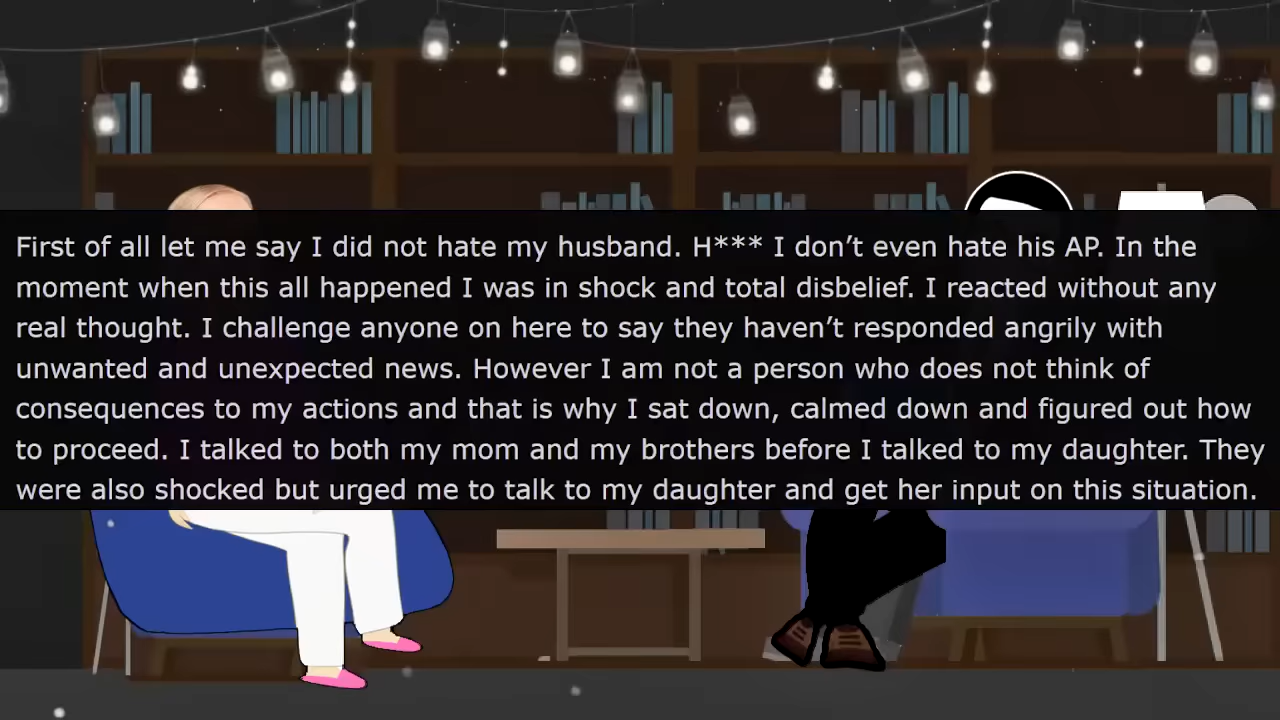 First of all let me say I did not hate my husband. H*** I don’t even hate his AP. In the
moment when this all happened I was in shock and total disbelief. I reacted without any
real thought. I challenge anyone on here to say they haven’t responded angrily with
unwanted and unexpected news. However I am not a person who does not think of
consequences to my actions and that is why I sat down, calmed down and figured out how
to proceed. I talked to both my mom and my brothers before I talked to my daughter. They
were also shocked but urged me to talk to my daughter and get her input on this situation.